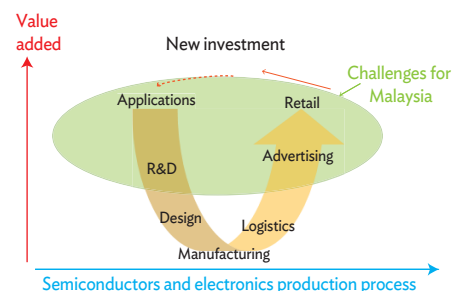 Value
added
New investment
Challenges for
Malaysia
Applications
Retail
Advertising
R&D
Design
Logistics
Manufacturing
Semiconductors and electronics production process